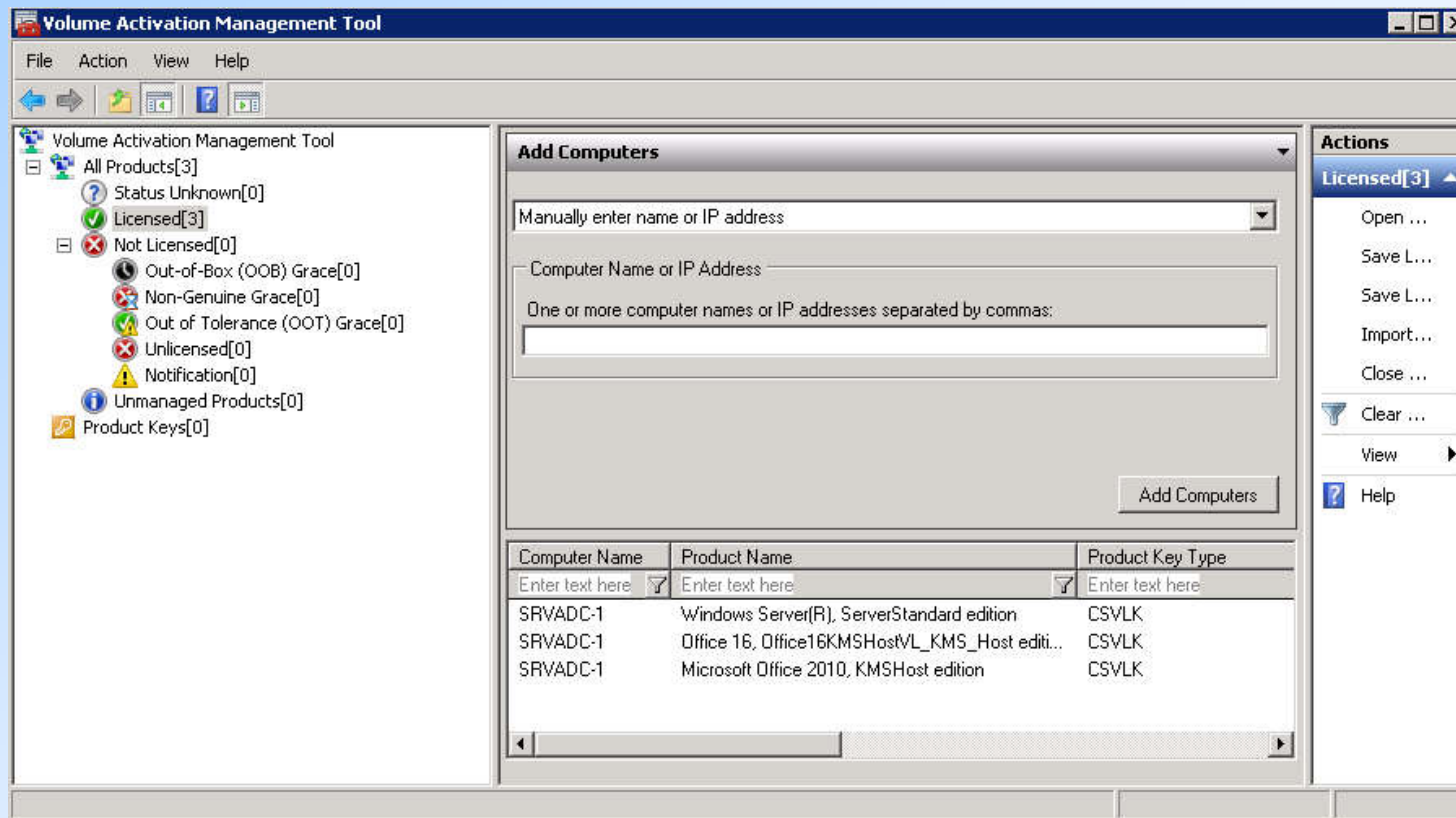 Volume Activation Management Tool
File Action View Help
Volume Activation Management Tool
All Products[3]
Status Unknown[0]
Licensed[3]
Not Licensed[0]
Out-of-Box (OOB) Grace[0]
Non-Genuine Grace[0]
Out of Tolerance (OOT) Grace[0]
Unlicensed[0]
Notification[0]
Unmanaged Products[0]
Product Keys[0]
Add Computers
Manually enter name or IP address
Computer Name or IP Address
One or more computer names or IP addresses separated by commas:
Add Computers
Computer Name Product Name Product Key Type
Enter text here Enter text here Enter text here
SRVADC-1 Windows Server(R), ServerStandard edition CSVLK
SRVADC-1 Office 16, Office16KMSHostVL_KMS_Host editi... CSVLK
SRVADC-1 Microsoft Office 2010, KMSHost edition CSVLK
Actions
Licensed[3]
Open ...
Save L...
Save L...
Import...
Close ...
Clear ...
View
Help